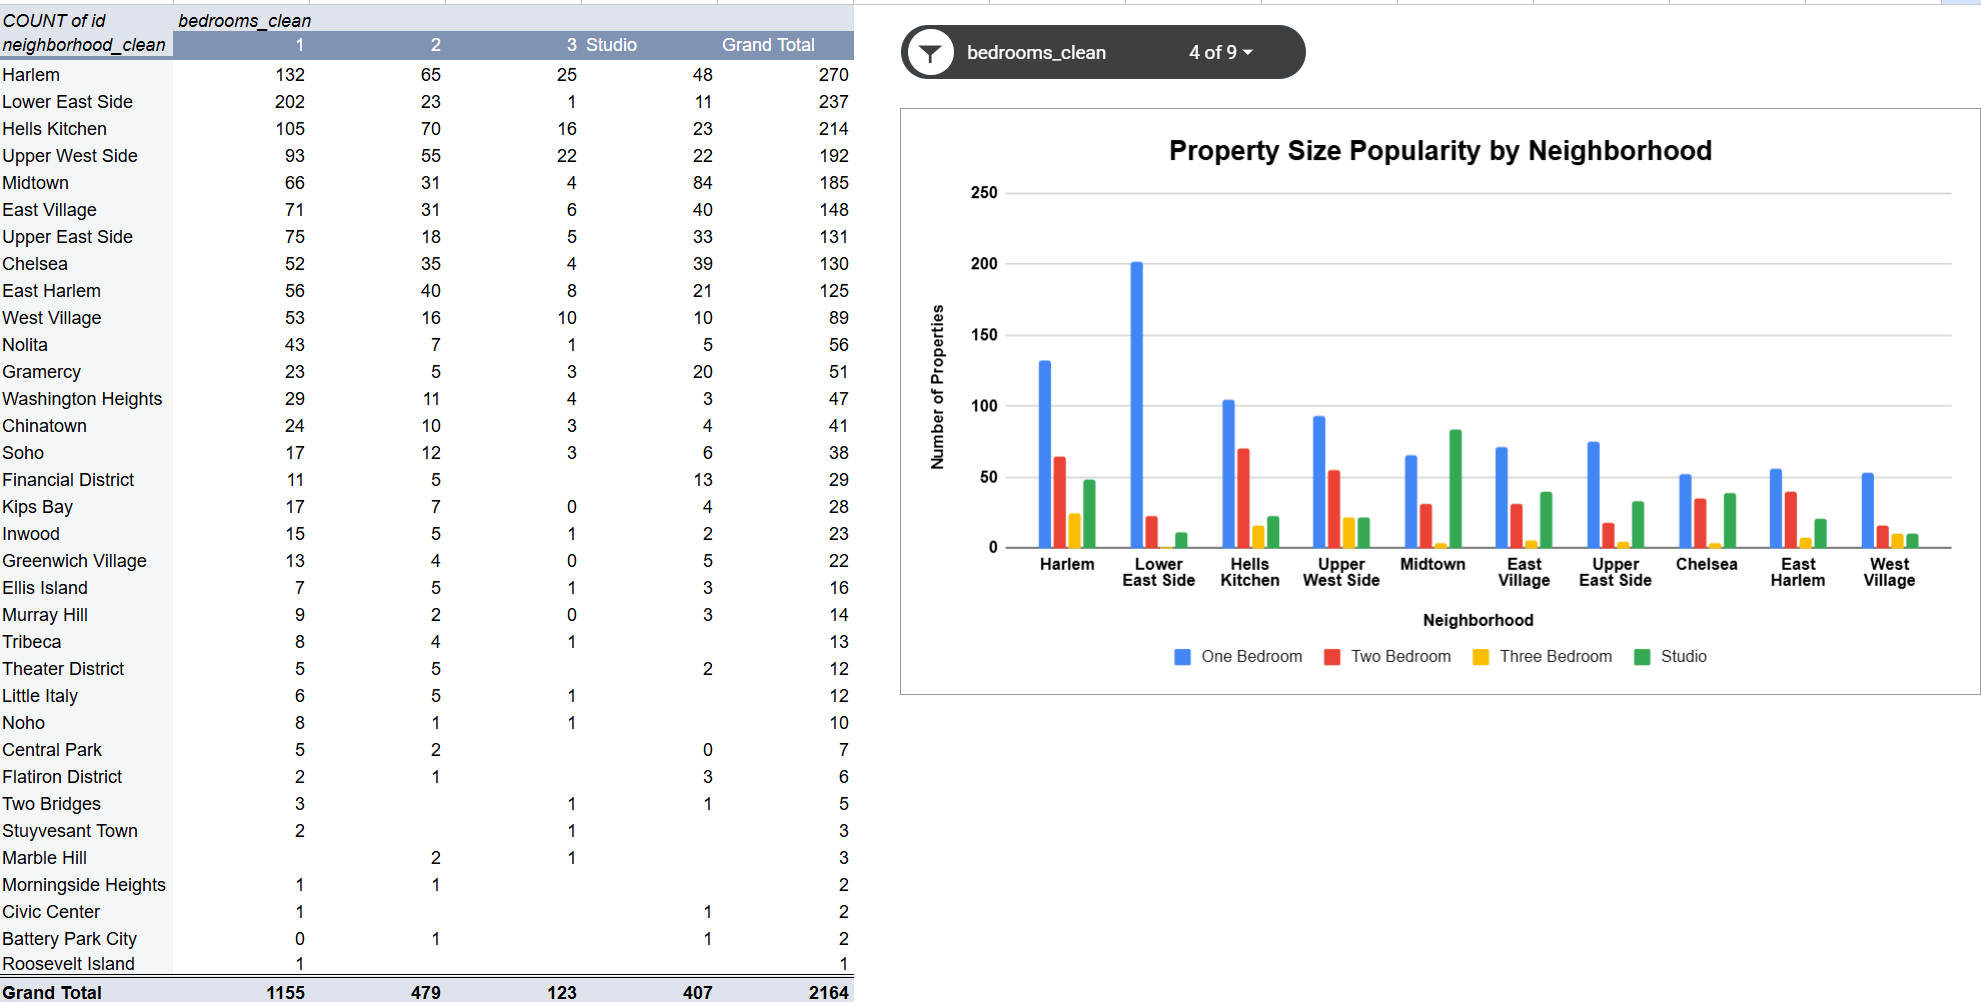 COUNT of id bedrooms_clean
neighborhood_clean 1 2 3 Studio Grand Total
Harlem 132 65 25 48 270
Lower East Side 202 23 1 11 237
Hells Kitchen 105 70 16 23 214
Upper West Side 93 55 22 22 192
Midtown 66 31 4 84 185
East Village 71 31 6 40 148
Upper East Side 75 18 5 33 131
Chelsea 52 35 4 39 130
East Harlem 56 40 8 21 125
West Village 53 16 10 10 89
Nolita 43 7 1 5 56
Gramercy 23 5 3 20 51
Washington Heights 29 11 4 3 47
Chinatown 24 10 3 4 41
Soho 17 12 3 6 38
Financial District 11 5 13 29
Kips Bay 17 7 0 4 28
Inwood 15 5 1 2 23
Greenwich Village 13 4 0 5 22
Ellis Island 7 5 1 3 16
Murray Hill 9 2 0 3 14
Tribeca 8 4 1 13
Theater District 5 5 2 12
Little Italy 6 5 1 12
Noho 8 1 1 10
Central Park 5 2 0 7
Flatiron District 2 1 3 6
Two Bridges 3 1 1 5
Stuyvesant Town 2 1 3
Marble Hill 2 1 3
Morningside Heights 1 1 2
Civic Center 1 1 2
Battery Park City 0 1 1 2
Roosevelt Island 1 1
Grand Total 1155 479 123 407 2164
bedrooms_clean 4 of 9
Property Size Popularity by Neighborhood
Number of Properties
250
200
150
100
50
0
Harlem
Lower
East Side
Hells
Kitchen
Upper
West Side
Midtown
East
Village
Upper
East Side
Chelsea
East
Harlem
West
Village
Neighborhood
One Bedroom Two Bedroom Three Bedroom Studio